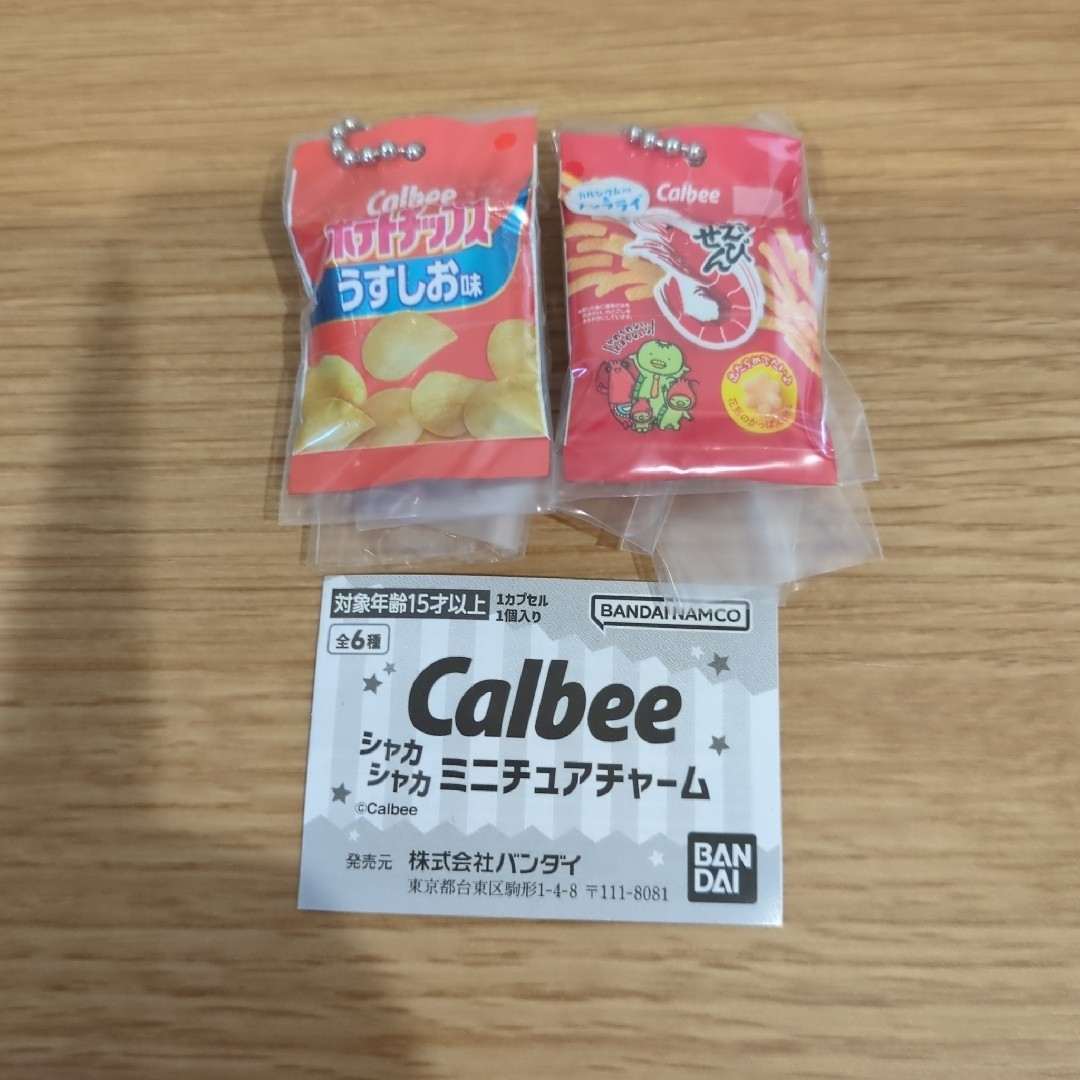 Calbee
ポテトチップス
うすしお味
Calbee
えび
せん
対象年齢15才以上
1カプセル
1個入り
BANDAI NAMCO
全6種
Calbee
シャカ
シャカ
ミニチュアチャーム
©Calbee
発売元 株式会社バンダイ
東京都台東区駒形1-4-8 〒111-8081
BAN
DAI